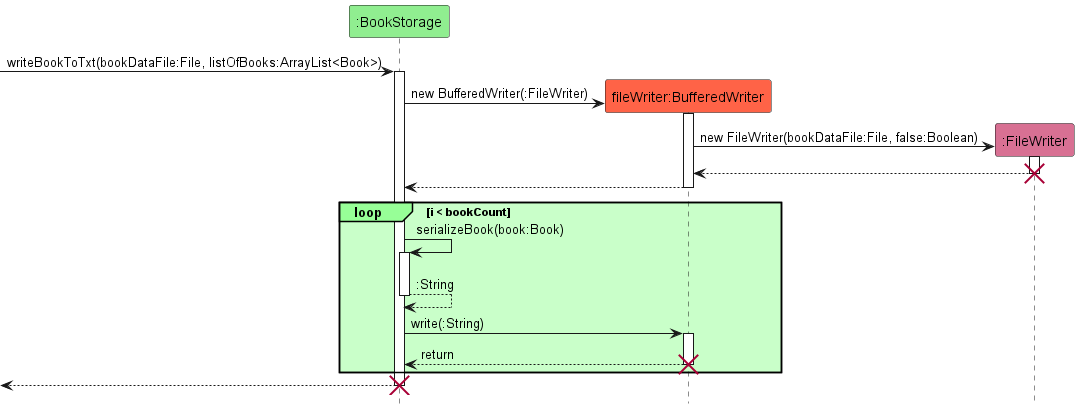 :BookStorage
writeBookToTxt(bookDataFile:File, listOfBooks:ArrayList<Book>)
new BufferedWriter(:FileWriter)
fileWriter:BufferedWriter
new FileWriter(bookDataFile:File, false:Boolean)
:FileWriter
loop
[i < bookCount]
serializeBook(book:Book)
:String
write(:String)
return